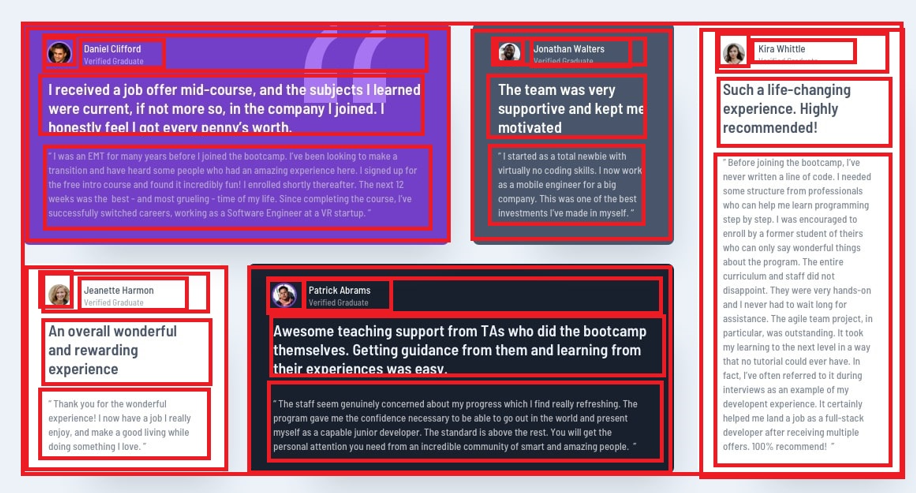 Daniel Clifford
Verified Graduate
I received a job offer mid-course, and the subjects I learned
were current, if not more so, in the company I joined. I
honestly feel I got every penny’s worth.
“ I was an EMT for many years before I joined the bootcamp. I’ve been looking to make a
transition and have heard some people who had an amazing experience here. I signed up for
the free intro course and found it incredibly fun! I enrolled shortly thereafter. The next 12
weeks was the best - and most grueling - time of my life. Since completing the course, I’ve
successfully switched careers, working as a Software Engineer at a VR startup. ”
Jonathan Walters
Verified Graduate
The team was very
supportive and kept me
motivated
“ I started as a total newbie with
virtually no coding skills. I now work
as a mobile engineer for a big
company. This was one of the best
investments I’ve made in myself. ”
Kira Whittle
Verified Graduate
Such a life-changing
experience. Highly
recommended!
“ Before joining the bootcamp, I’ve
never written a line of code. I needed
some structure from professionals
who can help me learn programming
step by step. I was encouraged to
enroll by a former student of theirs
who can only say wonderful things
about the program. The entire
curriculum and staff did not
disappoint. They were very hands-on
and I never had to wait long for
assistance. The agile team project, in
particular, was outstanding. It took
my learning to the next level in a way
that no tutorial could ever have. In
fact, I’ve often referred to it during
interviews as an example of my
developent experience. It certainly
helped me land a job as a full-stack
developer after receiving multiple
offers. 100% recommend! ”
Jeanette Harmon
Verified Graduate
An overall wonderful
and rewarding
experience
“ Thank you for the wonderful
experience! I now have a job I really
enjoy, and make a good living while
doing something I love. ”
Patrick Abrams
Verified Graduate
Awesome teaching support from TAs who did the bootcamp
themselves. Getting guidance from them and learning from
their experiences was easy.
“ The staff seem genuinely concerned about my progress which I find really refreshing. The
program gave me the confidence necessary to be able to go out in the world and present
myself as a capable junior developer. The standard is above the rest. You will get the
personal attention you need from an incredible community of smart and amazing people. ”